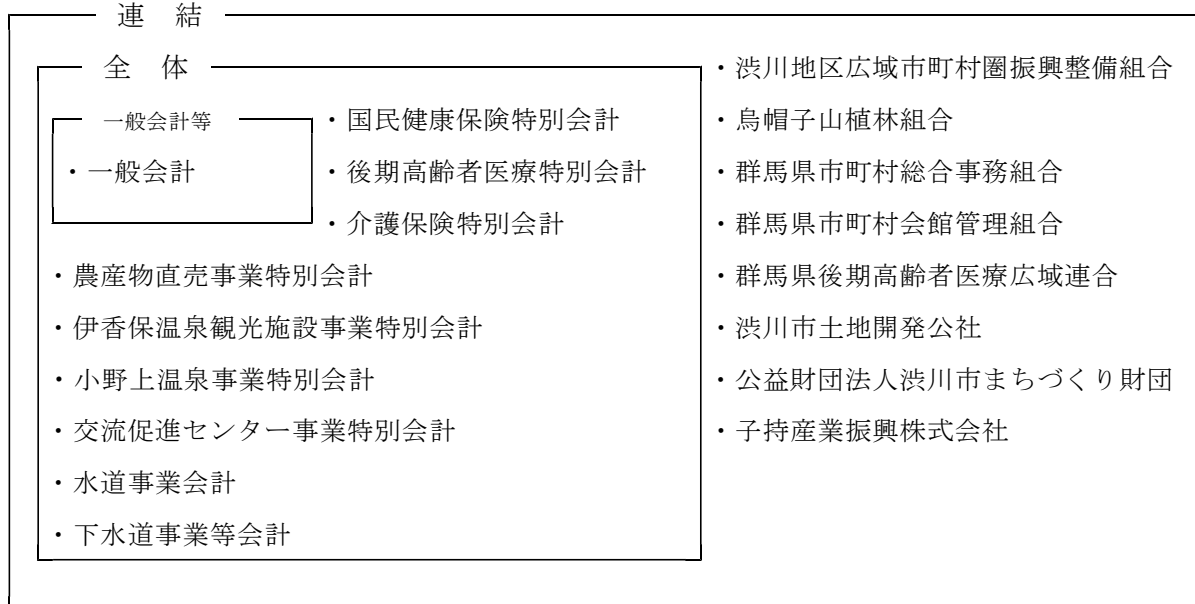 連 結
全 体
一般会計等
・一般会計
・国民健康保険特別会計
・後期高齢者医療特別会計
・介護保険特別会計
・農産物直売事業特別会計
・伊香保温泉観光施設事業特別会計
・小野上温泉事業特別会計
・交流促進センター事業特別会計
・水道事業会計
・下水道事業等会計
・渋川地区広域市町村圏振興整備組合
・烏帽子山植林組合
・群馬県市町村総合事務組合
・群馬県市町村会館管理組合
・群馬県後期高齢者医療広域連合
・渋川市土地開発公社
・公益財団法人渋川市まちづくり財団
・子持産業振興株式会社